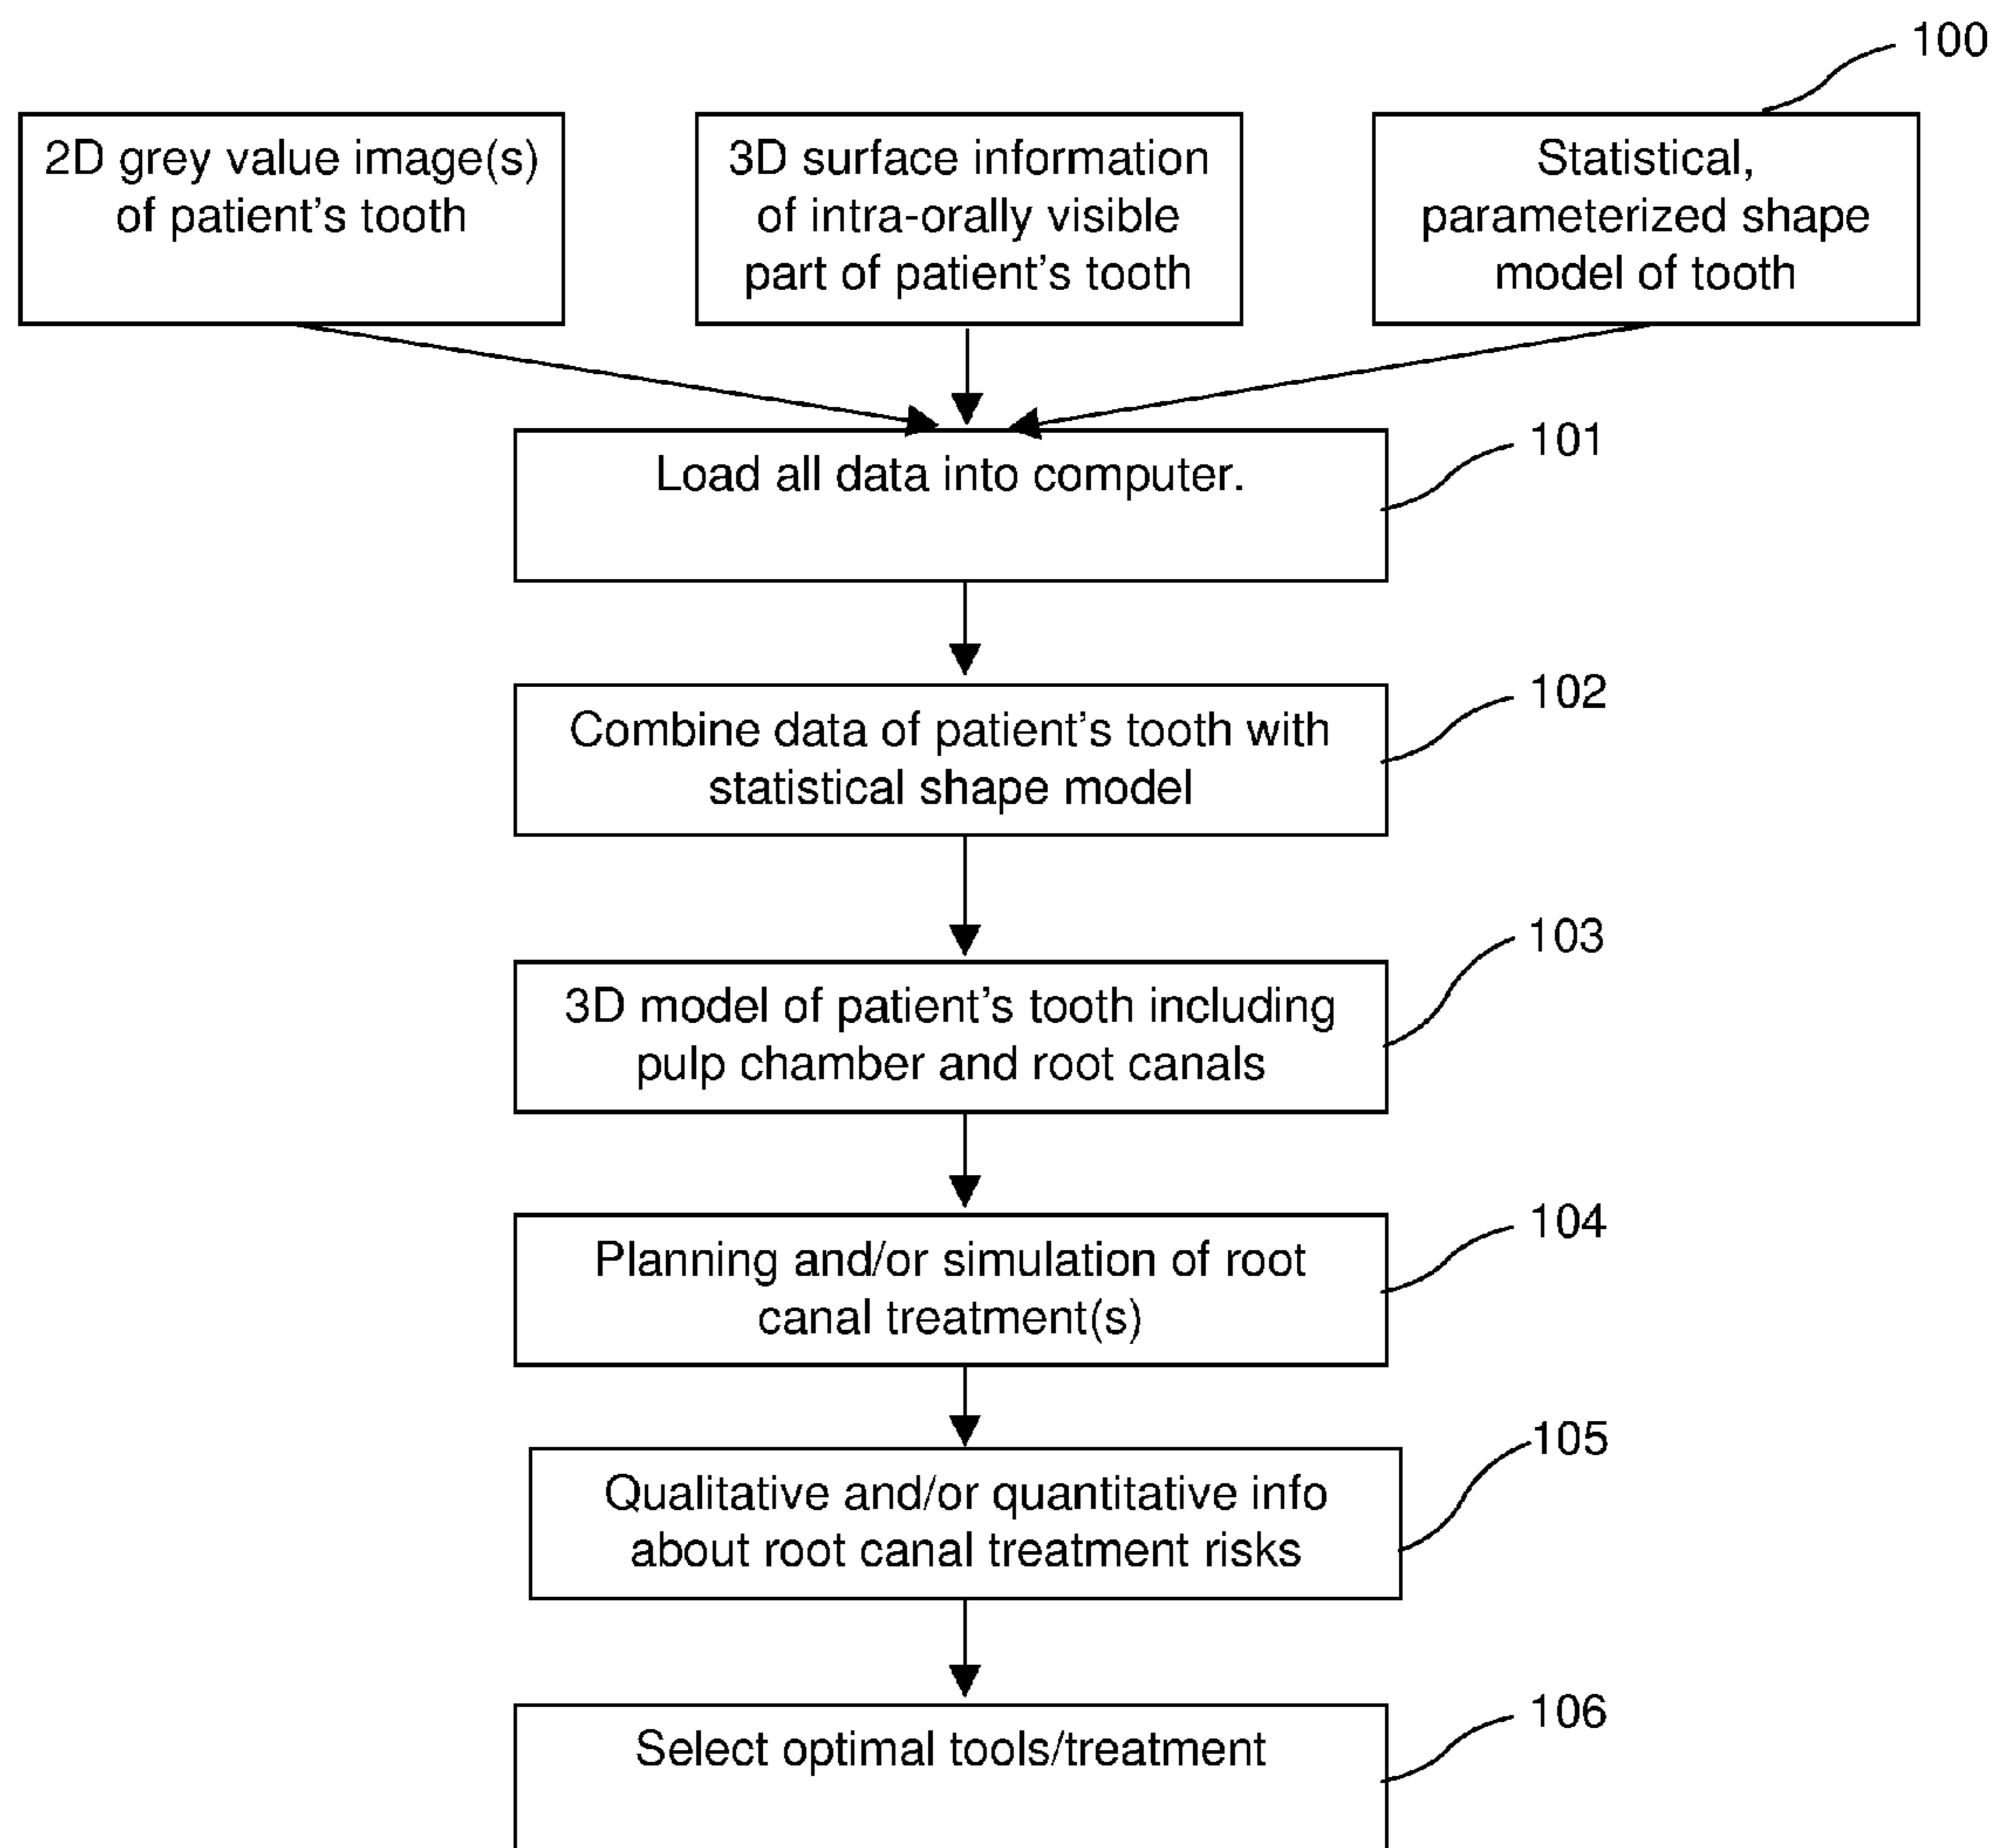 100
2D grey value image(s)
of patient's tooth
3D surface information
of intra-orally visible
part of patient's tooth
Statistical,
parameterized shape
model of tooth
Load all data into computer.
101
Combine data of patient's tooth with
statistical shape model
102
3D model of patient's tooth including
pulp chamber and root canals
103
Planning and/or simulation of root
canal treatment(s)
104
Qualitative and/or quantitative info
about root canal treatment risks
105
Select optimal tools/treatment
106